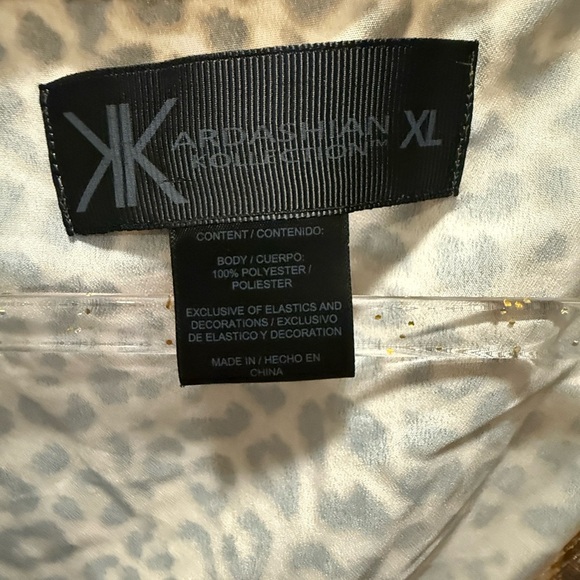 KARDASHIAN XL
KOLLECTION™
CONTENT / CONTENIDO:
BODY / CUERPO:
100% POLYESTER /
POLIESTER
EXCLUSIVE OF ELASTICS AND
DECORATIONS / EXCLUSIVO
DE ELASTICO Y DECORATION
MADE IN / HECHO EN
CHINA